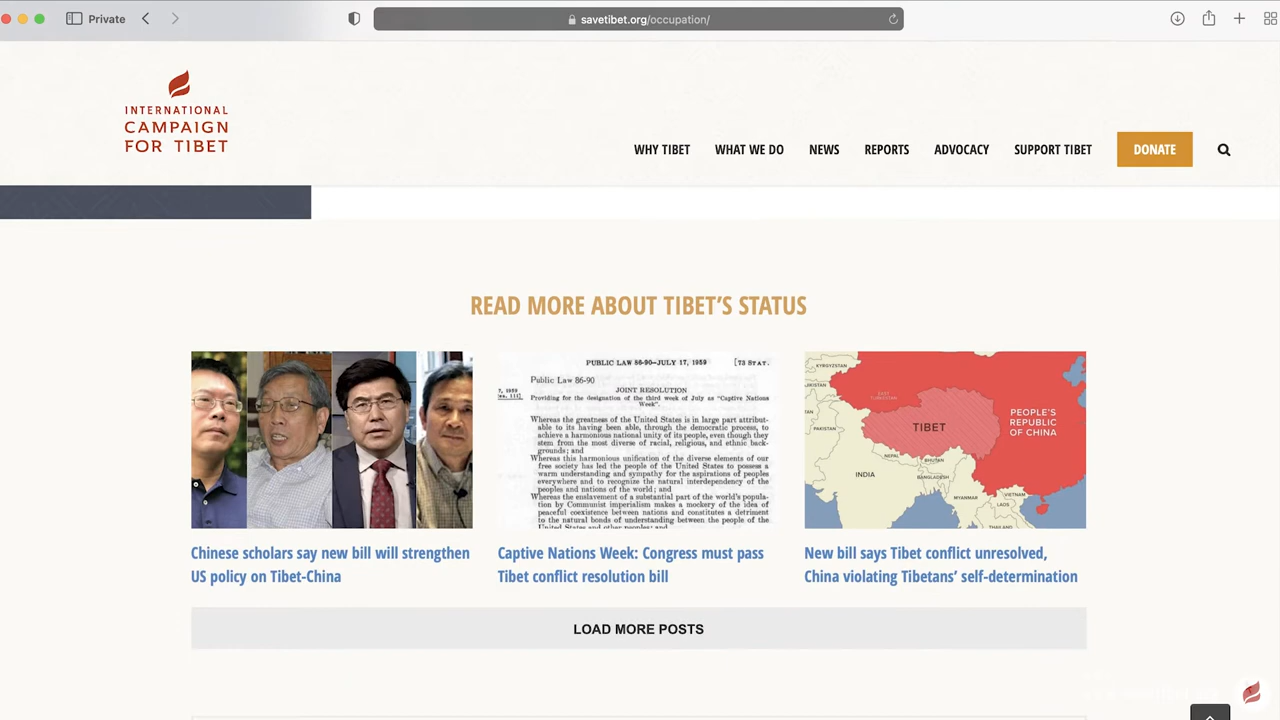 Private
savetibet.org/occupation/
INTERNATIONAL
CAMPAIGN
FOR TIBET
WHY TIBET
WHAT WE DO
NEWS
REPORTS
ADVOCACY
SUPPORT TIBET
DONATE
READ MORE ABOUT TIBET'S STATUS
PUBLIC LAW 86-90—JULY 17, 1959 [73 STAT.
Public Law 86-90
JOINT RESOLUTION
Providing for the designation of the third week of July as "Captive Nations
Week".
Whereas the greatness of the United States is in large part attribut-
able to its having been able, through the democratic process, to
achieve a harmonious national unity of its people, even though they
stem from the most diverse of racial, religious, and ethnic back-
grounds; and
Whereas this harmonious unification of the diverse elements of our
free society has led the people of the United States to possess a
warm understanding and sympathy for the aspirations of peoples
everywhere and to recognize the natural interdependency of the
peoples and nations of the world; and
Whereas the enslavement of a substantial part of the world's popula-
tion by Communist imperialism makes a mockery of the idea of
peaceful coexistence between nations and constitutes a detriment
to the natural bonds of understanding between the people of the
United States and other peoples; and
KYRGYZSTAN
EAST
TURKESTAN
PAKISTAN
TIBET
PEOPLE'S
REPUBLIC
OF CHINA
NEPAL
BHUTAN
INDIA
BANGLADESH
MYANMAR
VIETNAM
LAOS
THAILAND
Chinese scholars say new bill will strengthen
US policy on Tibet-China
Captive Nations Week: Congress must pass
Tibet conflict resolution bill
New bill says Tibet conflict unresolved,
China violating Tibetans' self-determination
LOAD MORE POSTS